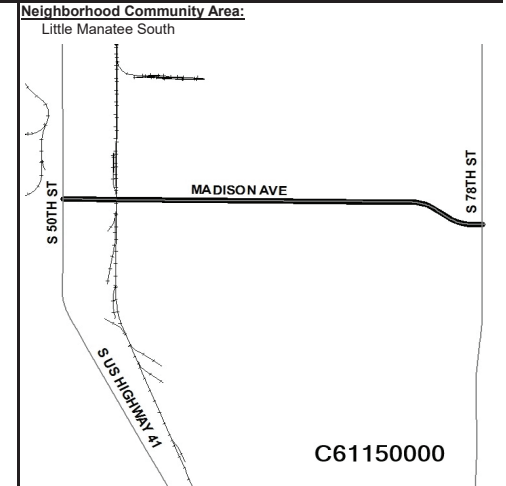 Neighborhood Community Area:
Little Manatee South
MADISON AVE
S 50TH ST
S 78TH ST
S US HIGHWAY 41
C61150000